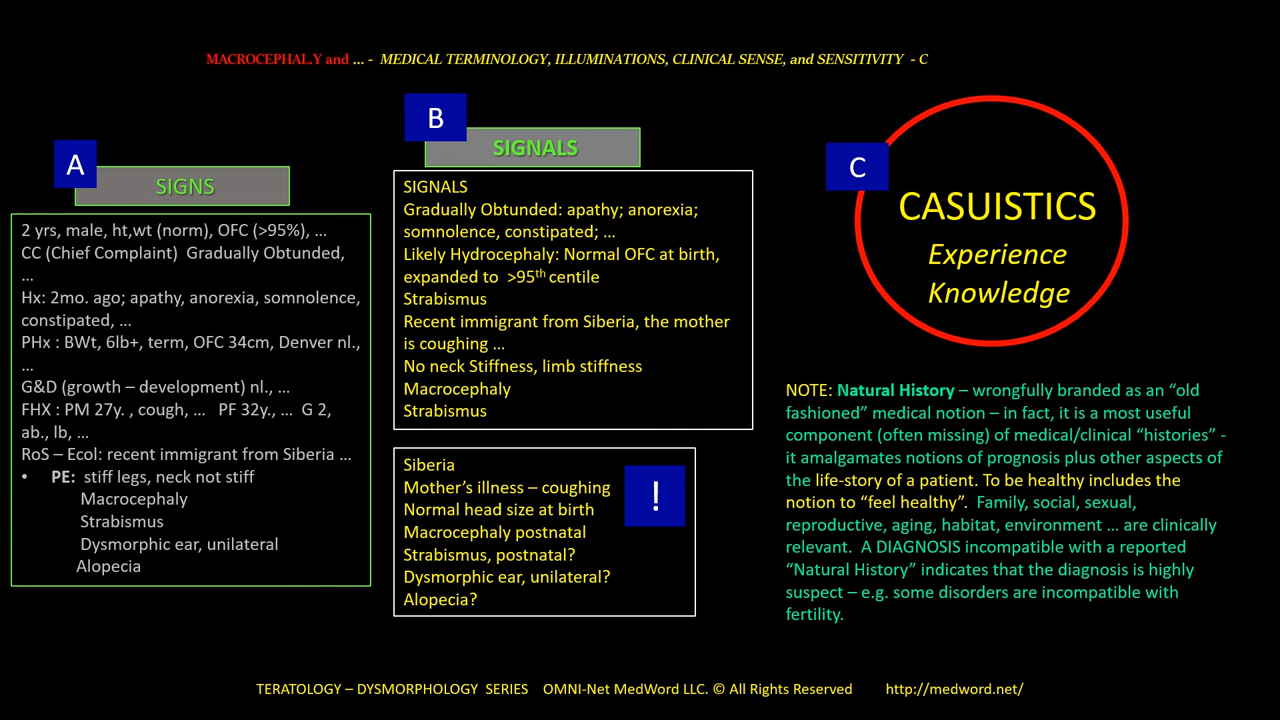 MACROCEPHAL.Y and ... - MEDICAL TERMINOLOGY, ILLUMINATIONS, CLINICAL SENSE, and SENSITIVITY - C
A
SIGNS
2 yrs, male, ht,wt (norm), OFC (>95%), ...
CC (Chief Complaint) Gradually Obtunded,
...
Hx: 2mo. ago; apathy, anorexia, somnolence,
constipated, ...
PHx : BWt, 6lb+, term, OFC 34cm, Denver nl.,
...
G&D (growth – development) nl., ...
FHX : PM 27y. , cough, ... PF 32y., ... G 2,
ab., lb, ...
RoS – Ecol: recent immigrant from Siberia ...
• PE: stiff legs, neck not stiff
Macrocephaly
Strabismus
Dysmorphic ear, unilateral
Alopecia
B
SIGNALS
SIGNALS
Gradually Obtunded: apathy; anorexia;
somnolence, constipated; ...
Likely Hydrocephaly: Normal OFC at birth,
expanded to >95th centile
Strabismus
Recent immigrant from Siberia, the mother
is coughing ...
No neck Stiffness, limb stiffness
Macrocephaly
Strabismus
Siberia
Mother's illness – coughing
Normal head size at birth
Macrocephaly postnatal
Strabismus, postnatal?
Dysmorphic ear, unilateral?
Alopecia?
!
C
CASUISTICS
Experience
Knowledge
NOTE: Natural History – wrongfully branded as an "old
fashioned" medical notion – in fact, it is a most useful
component (often missing) of medical/clinical "histories" -
it amalgamates notions of prognosis plus other aspects of
the life-story of a patient. To be healthy includes the
notion to "feel healthy". Family, social, sexual,
reproductive, aging, habitat, environment ... are clinically
relevant. A DIAGNOSIS incompatible with a reported
"Natural History" indicates that the diagnosis is highly
suspect – e.g. some disorders are incompatible with
fertility.
TERATOLOGY – DYSMORPHOLOGY SERIES OMNI-Net MedWord LLC. © All Rights Reserved http://medword.net/